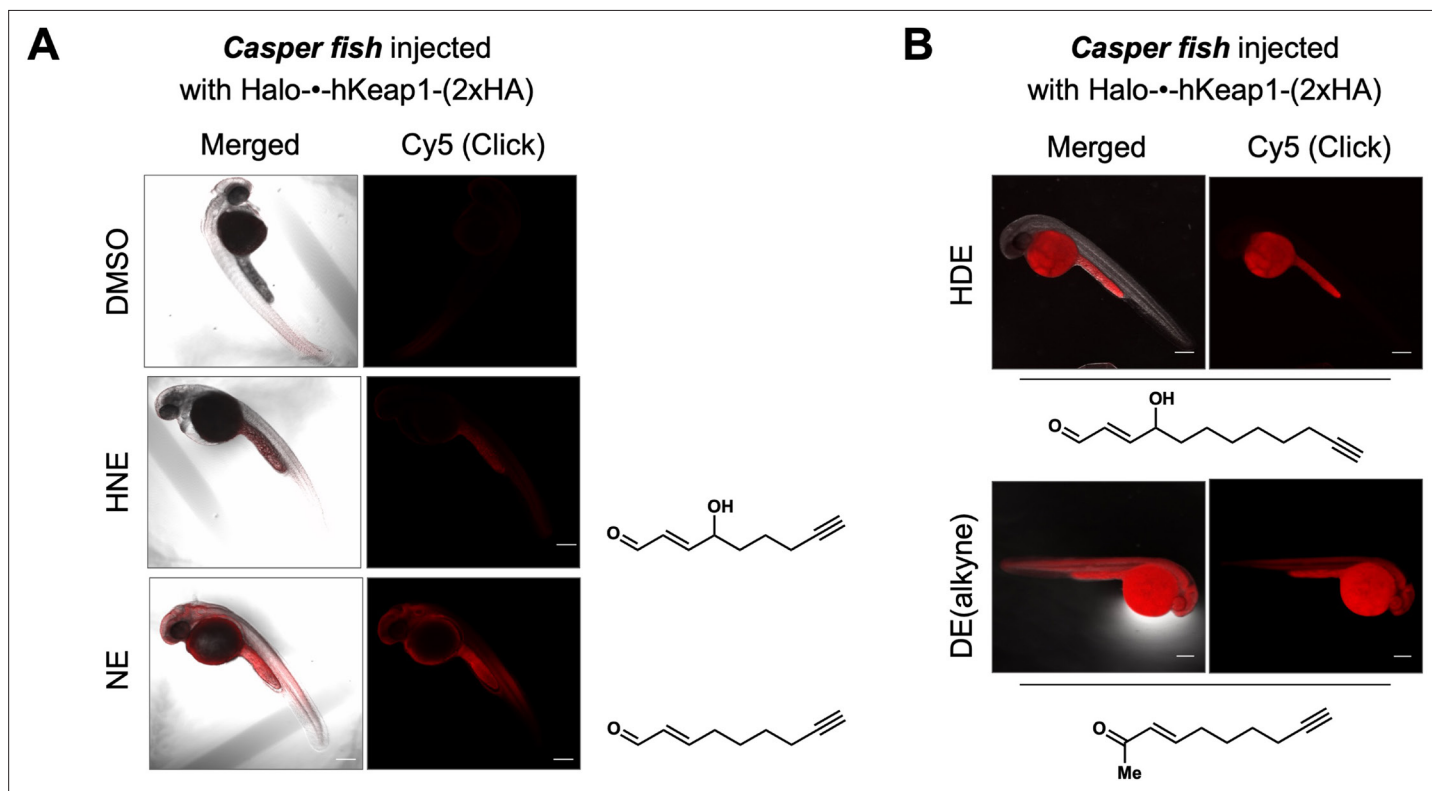 A
Casper fish injected
with Halo-•-hKeap1-(2xHA)
Merged Cy5 (Click)
DMSO
HNE
OH
O
NE
O
B
Casper fish injected
with Halo-•-hKeap1-(2xHA)
Merged Cy5 (Click)
HDE
OH
O
DE(alkyne)
O
Me